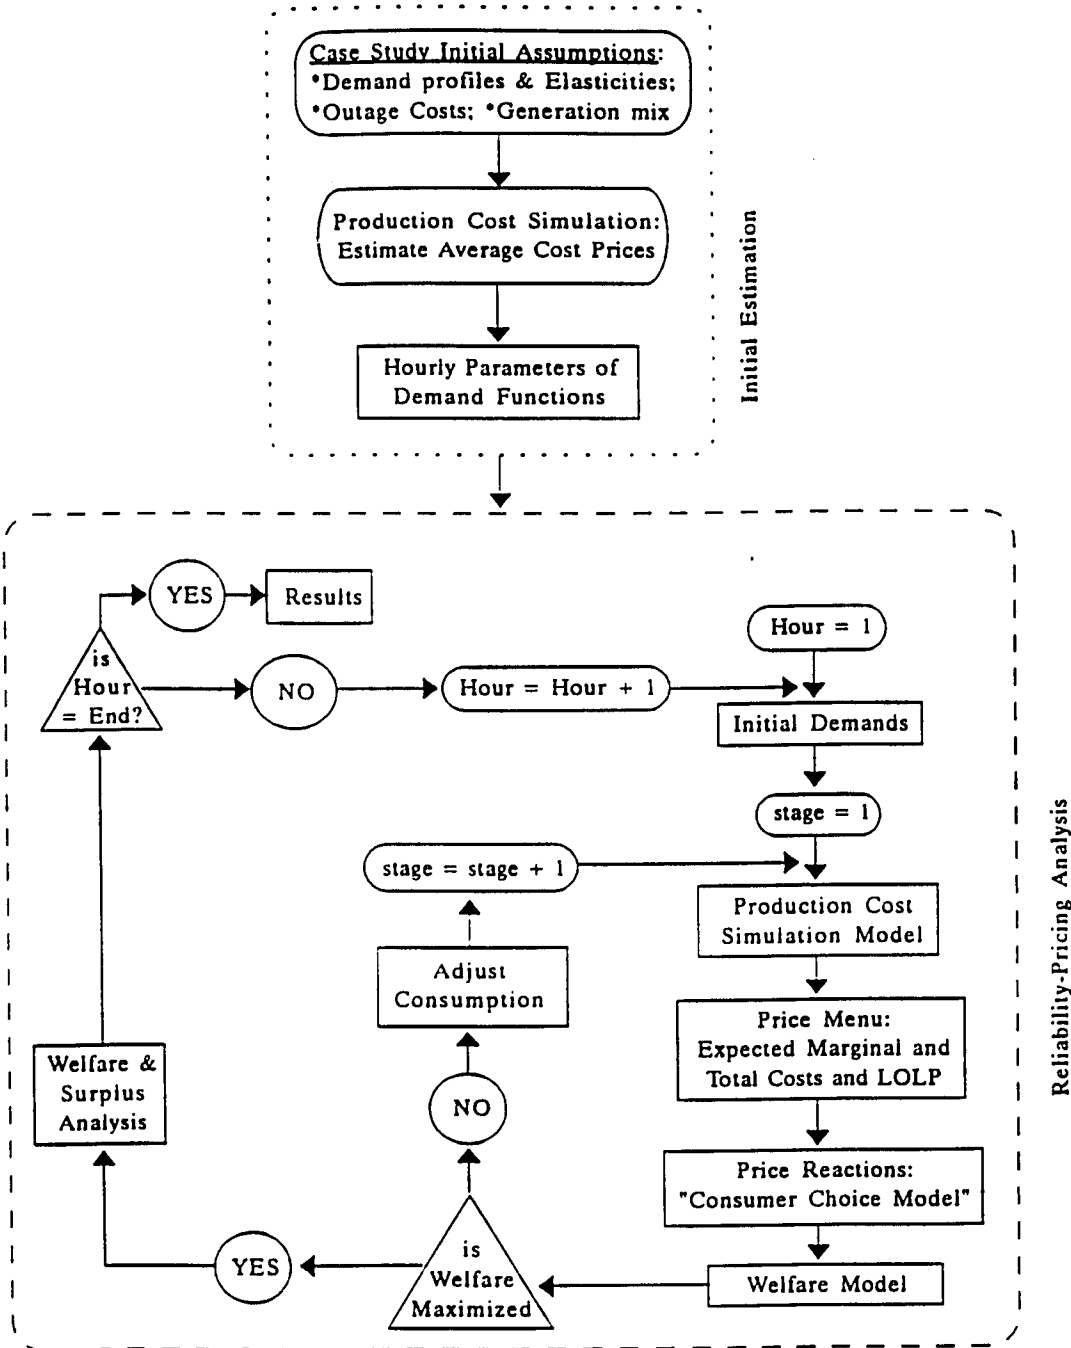 Case Study Initial Assumptions:
*Demand profiles & Elasticities;
*Outage Costs; *Generation mix
Production Cost Simulation:
Estimate Average Cost Prices
Hourly Parameters of
Demand Functions
Initial Estimation
YES
Results
is
Hour
= End?
NO
Hour = Hour + 1
Hour = 1
Initial Demands
stage = 1
stage = stage + 1
Production Cost
Simulation Model
Adjust
Consumption
Price Menu:
Expected Marginal and
Total Costs and LOLP
Welfare &
Surplus
Analysis
NO
Price Reactions:
"Consumer Choice Model"
YES
is
Welfare
Maximized
Welfare Model
Reliability-Pricing Analysis